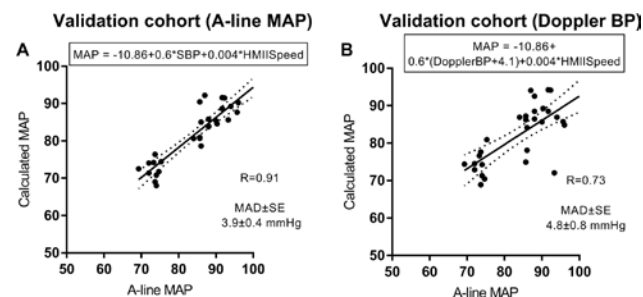 Validation cohort (A-line MAP)
A
MAP = -10.86+0.6*SBP+0.004*HMIISpeed
Calculated MAP
100
90
80
70
60
50
R=0.91
MAD±SE
3.9±0.4 mmHg
50 60 70 80 90 100
A-line MAP
Validation cohort (Doppler BP)
B
MAP = -10.86+
0.6*(DopplerBP+4.1)+0.004*HMIISpeed
Calculated MAP
100
90
80
70
60
50
R=0.73
MAD±SE
4.8±0.8 mmHg
50 60 70 80 90 100
A-line MAP